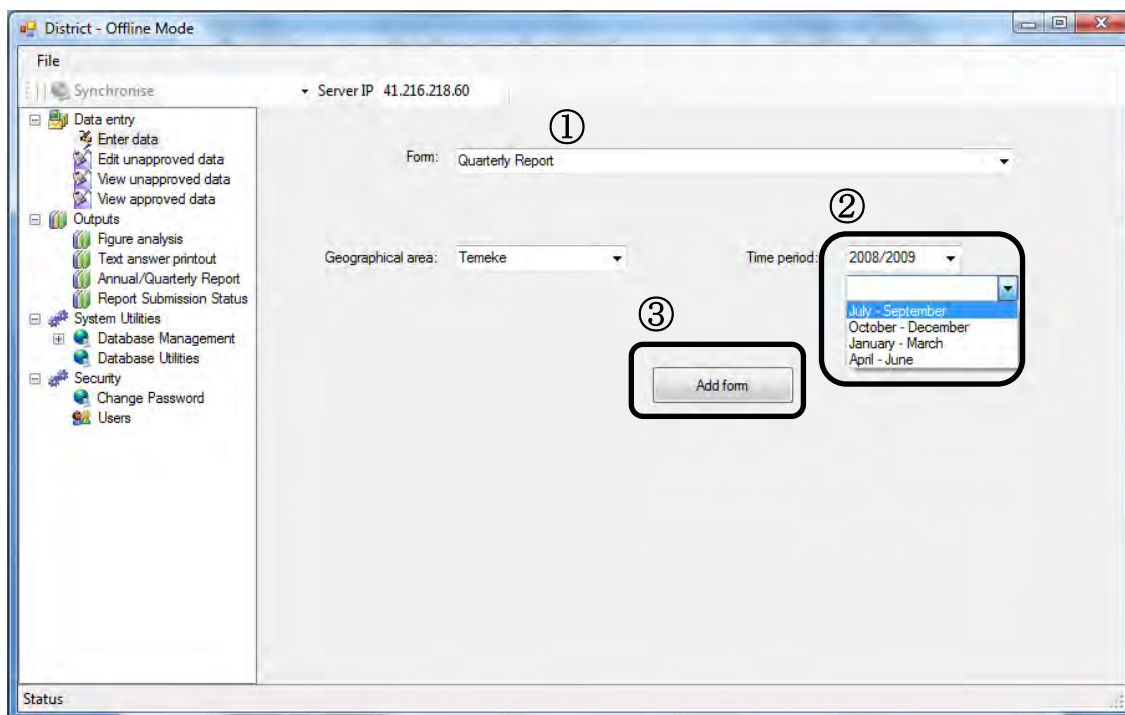 District - Offline Mode
File
Synchronise
Server IP 41.216.218.60
Data entry
Enter data
Edit unapproved data
View unapproved data
View approved data
Outputs
Figure analysis
Text answer printout
Annual/Quarterly Report
Report Submission Status
System Utilities
Database Management
Database Utilities
Security
Change Password
Users
①
Form: Quarterly Report
②
Geographical area: Temeke
Time period: 2008/2009
July - September
October - December
January - March
April - June
③
Add form
Status